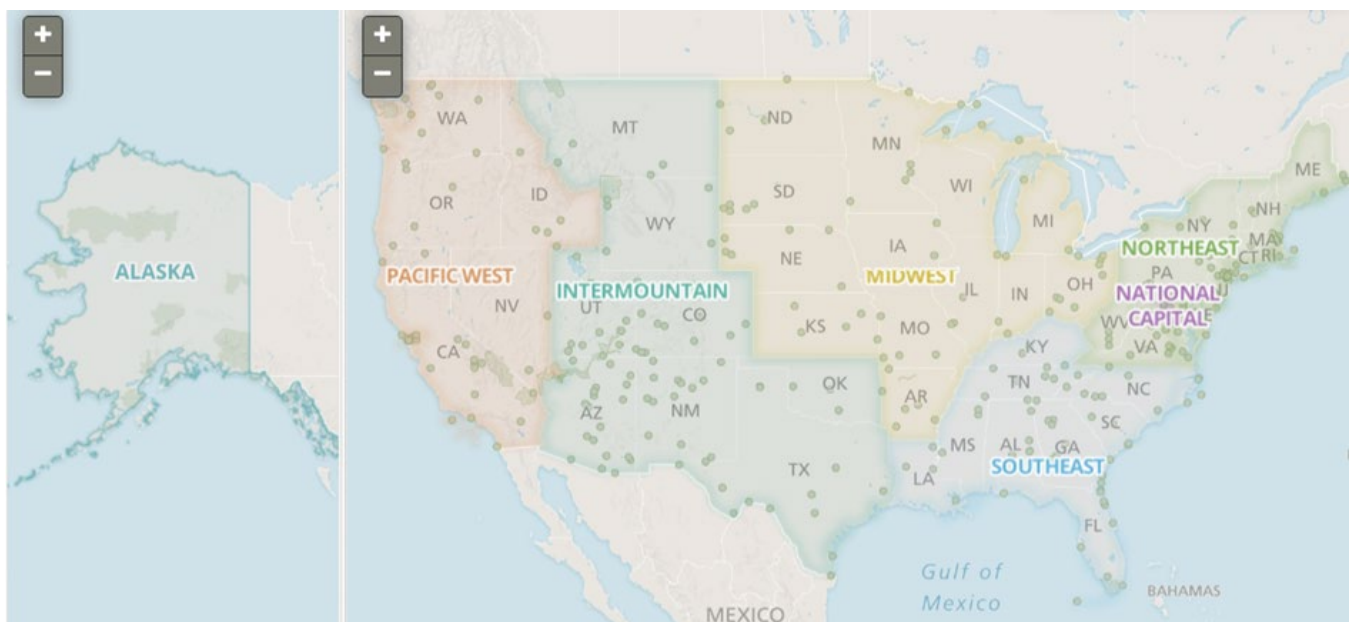 +
−
ALASKA
+
−
WA
MT
ND
MN
ME
OR
ID
SD
WI
MI
NY
NH
WY
NE
IA
NORTHEAST
MA
CT RI
PACIFIC WEST
NV
INTERMOUNTAIN
UT
CO
MIDWEST
IL
IN
OH
PA
NATIONAL
CAPITAL
CA
KS
MO
KY
WV
VA
AZ
NM
OK
AR
TN
NC
SC
TX
LA
MS
AL
GA
SOUTHEAST
FL
Gulf of
Mexico
MEXICO
BAHAMAS